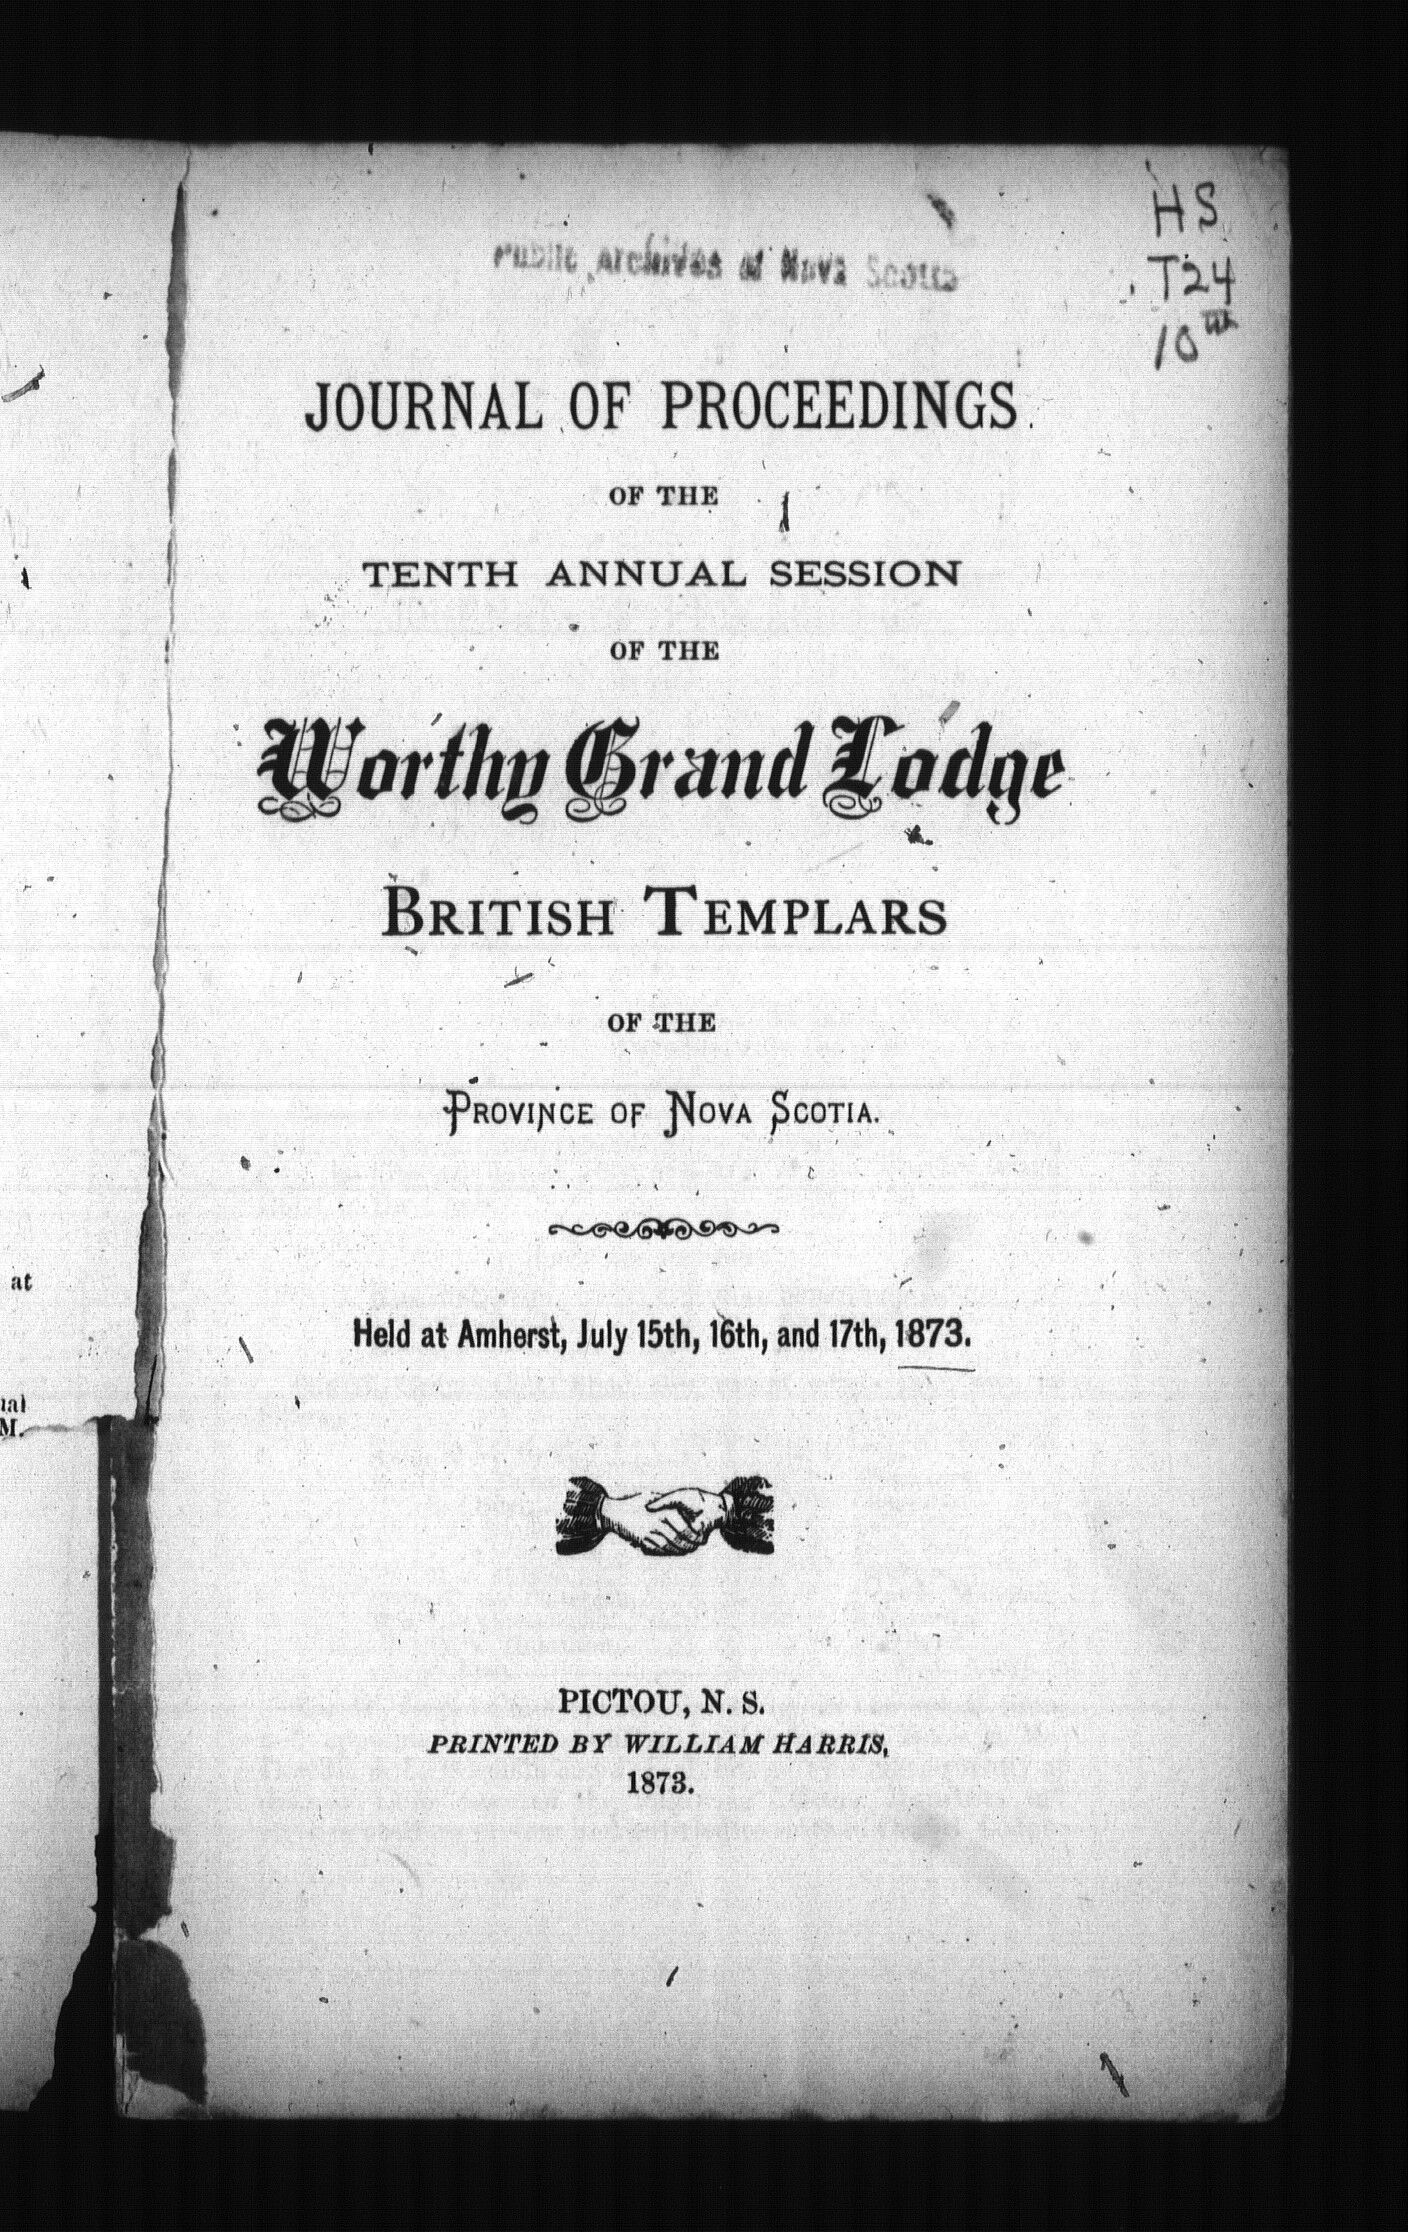 Public Archives of Nova Scotia
HS
T24
10th
JOURNAL OF PROCEEDINGS
OF THE
TENTH ANNUAL SESSION
OF THE
Worthy Grand Lodge
BRITISH TEMPLARS
OF THE
PROVINCE OF NOVA SCOTIA.
at
Held at Amherst, July 15th, 16th, and 17th, 1873.
M.
PICTOU, N. S.
PRINTED BY WILLIAM HARRIS,
1873.